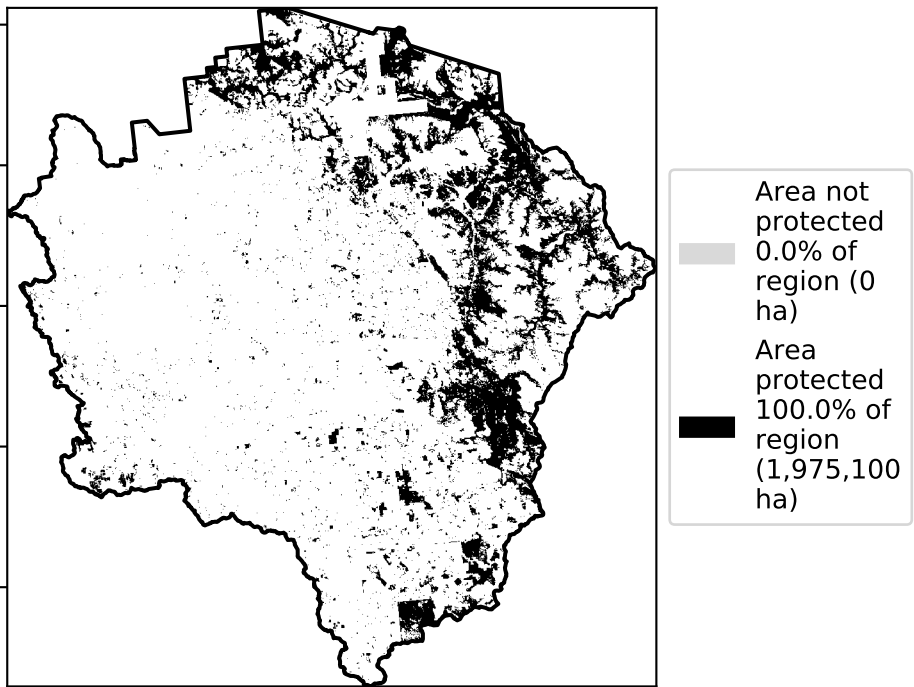 Area not
protected
0.0% of
region (0
ha)
Area
protected
100.0% of
region
(1,975,100
ha)